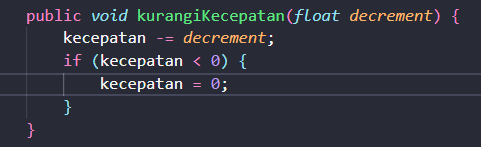 public void kurangiKecepatan(float decrement) {
    kecepatan -= decrement;
    if (kecepatan < 0) {
        kecepatan = 0;
    }
}